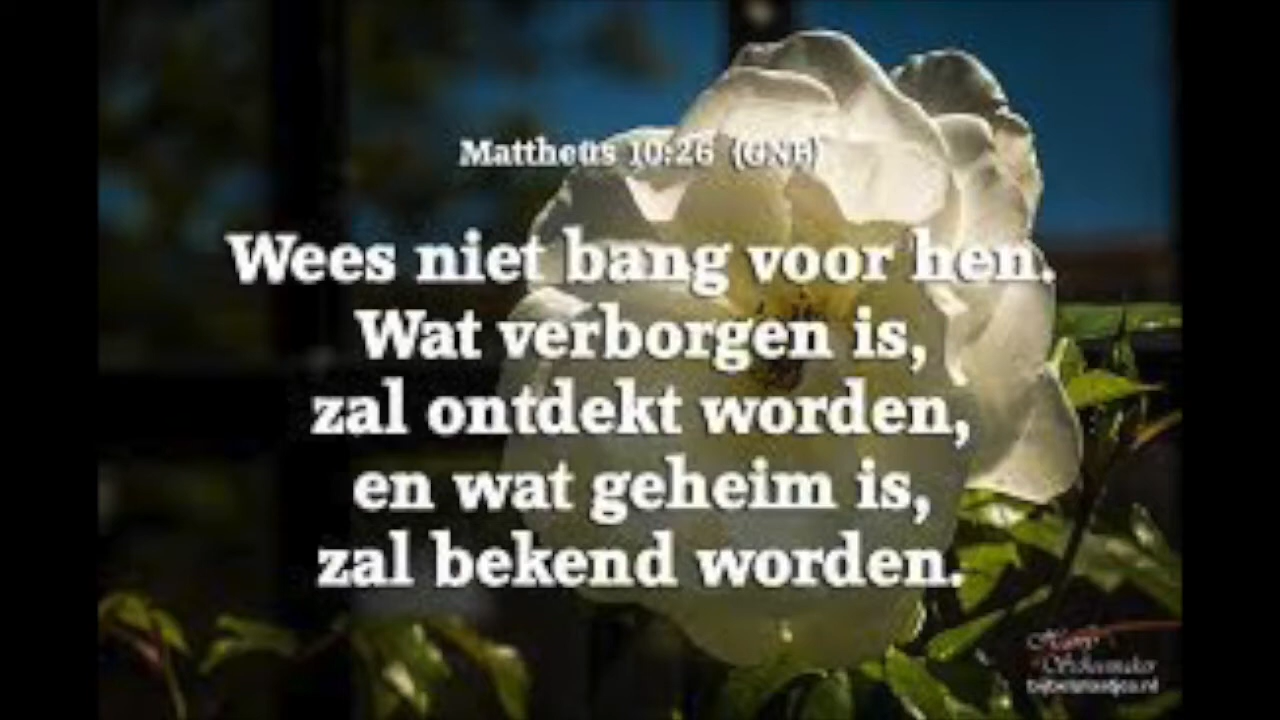 Mattheüs 10:26 (GNB)
Wees niet bang voor hen.
Wat verborgen is,
zal ontdekt worden,
en wat geheim is,
zal bekend worden.